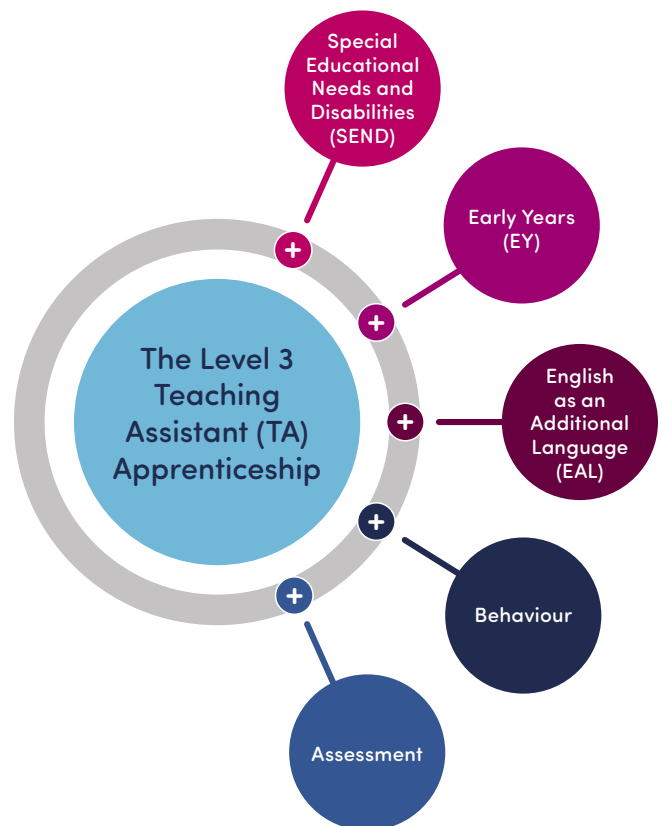 Special
Educational
Needs and
Disabilities
(SEND)
Early Years
(EY)
The Level 3
Teaching
Assistant (TA)
Apprenticeship
English
as an
Additional
Language
(EAL)
Behaviour
Assessment